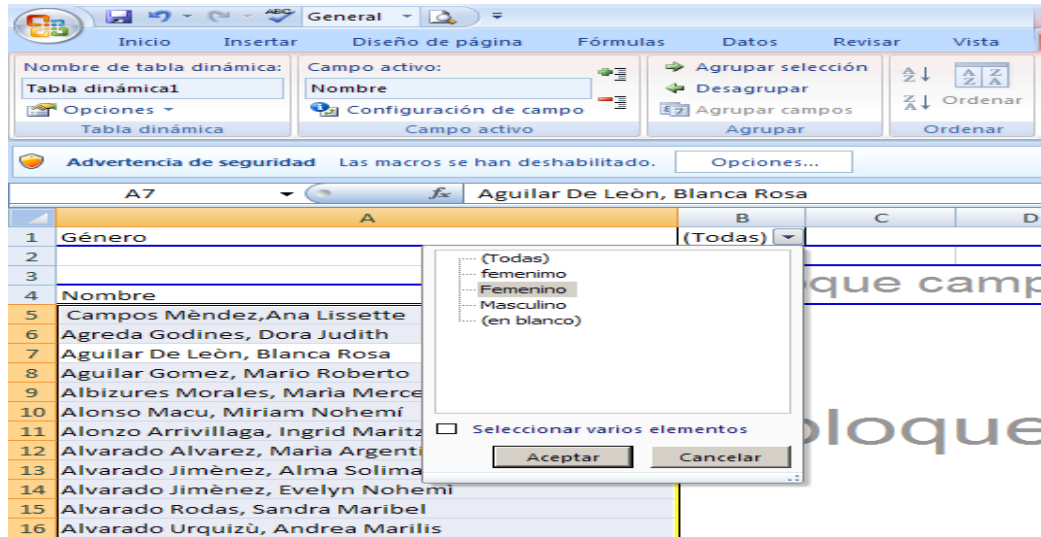 ABC General
Inicio Insertar Diseño de página Fórmulas Datos Revisar Vista
Nombre de tabla dinámica: Campo activo: Agrupar selección
Tabla dinámica1 Nombre Desagrupar
Opciones Configuración de campo Agrupar campos Ordenar
Tabla dinámica Campo activo Agrupar Ordenar
Advertencia de seguridad Las macros se han deshabilitado. Opciones...
A7 fx Aguilar De Leòn, Blanca Rosa
A B C D
1 Género (Todas)
2 (Todas)
3 femenimo que camp
Femenino
4 Nombre Masculino
5 Campos Mèndez,Ana Lissette (en blanco)
6 Agreda Godines, Dora Judith
7 Aguilar De Leòn, Blanca Rosa
8 Aguilar Gomez, Mario Roberto
9 Albizures Morales, Marìa Merce
10 Alonso Macu, Miriam Nohemí
11 Alonzo Arrivillaga, Ingrid Maritz Seleccionar varios elementos bloque
12 Alvarado Alvarez, Marìa Argenti Aceptar Cancelar
13 Alvarado Jimènez, Alma Solima
14 Alvarado Jimènez, Evelyn Nohemì
15 Alvarado Rodas, Sandra Maribel
16 Alvarado Urquizù, Andrea Marilis